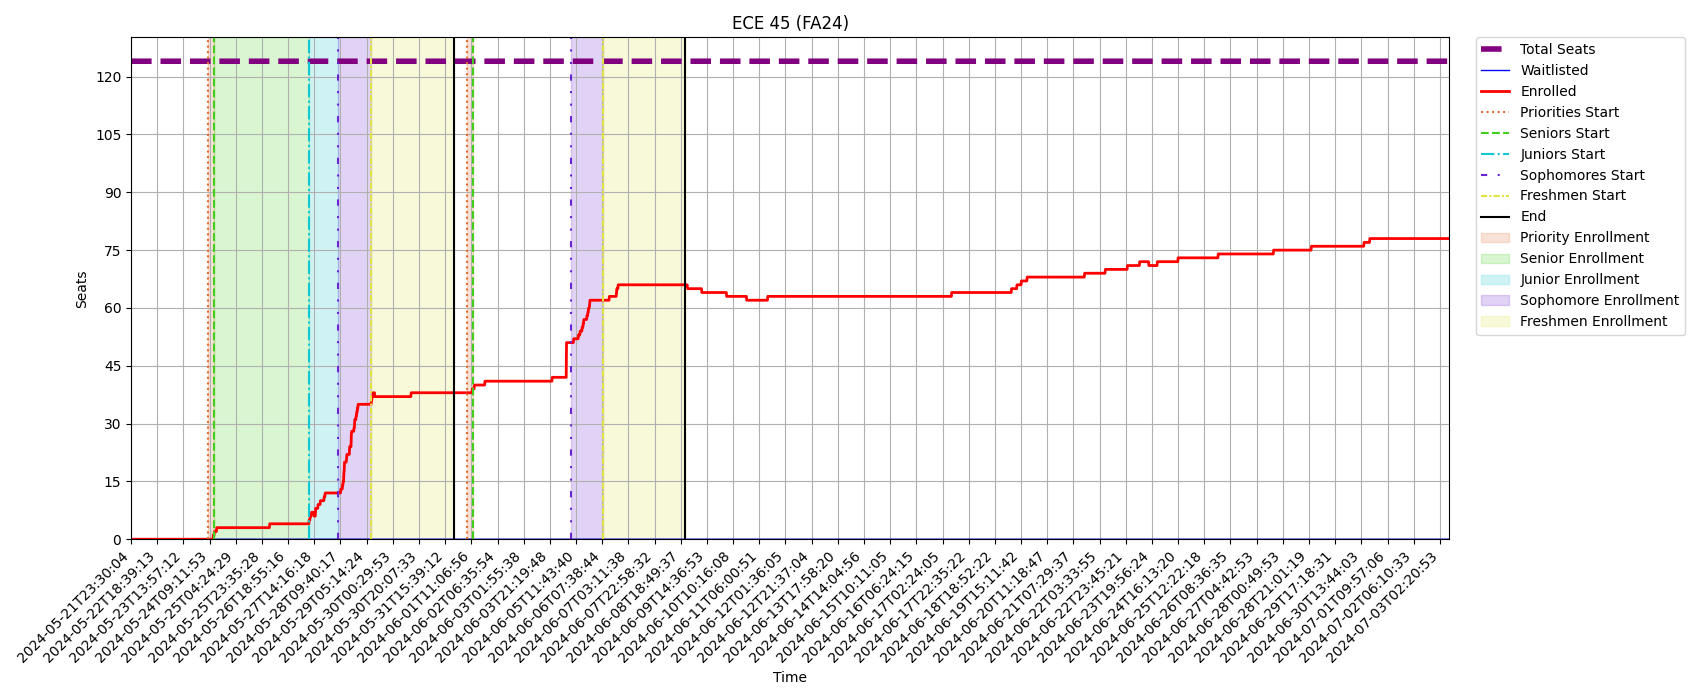 ECE 45 (FA24)
Seats
120
105
90
75
60
45
30
15
0
2024-05-21T23:30:04
2024-05-22T18:39:13
2024-05-23T13:57:12
2024-05-24T09:11:53
2024-05-25T04:24:29
2024-05-25T23:35:28
2024-05-26T18:55:16
2024-05-27T14:16:18
2024-05-28T09:40:17
2024-05-29T05:14:24
2024-05-30T00:29:53
2024-05-30T20:07:33
2024-05-31T15:39:12
2024-06-01T11:06:56
2024-06-02T06:35:54
2024-06-03T01:55:38
2024-06-03T21:19:48
2024-06-05T11:43:40
2024-06-06T07:38:44
2024-06-07T03:11:38
2024-06-07T22:58:32
2024-06-08T18:49:37
2024-06-09T14:36:53
2024-06-10T10:16:08
2024-06-11T06:00:51
2024-06-12T01:36:05
2024-06-12T21:37:04
2024-06-13T17:58:20
2024-06-14T14:04:56
2024-06-15T10:11:05
2024-06-16T06:24:15
2024-06-17T02:24:05
2024-06-17T22:35:22
2024-06-18T18:52:22
2024-06-19T15:11:42
2024-06-20T11:18:47
2024-06-21T07:29:37
2024-06-22T03:33:55
2024-06-22T23:45:21
2024-06-23T19:56:24
2024-06-24T16:13:20
2024-06-25T12:22:18
2024-06-26T08:36:35
2024-06-27T04:42:53
2024-06-28T00:49:53
2024-06-28T21:01:19
2024-06-29T17:18:31
2024-06-30T13:44:03
2024-07-01T09:57:06
2024-07-02T06:10:33
2024-07-03T02:20:53
Time
Total Seats
Waitlisted
Enrolled
Priorities Start
Seniors Start
Juniors Start
Sophomores Start
Freshmen Start
End
Priority Enrollment
Senior Enrollment
Junior Enrollment
Sophomore Enrollment
Freshmen Enrollment